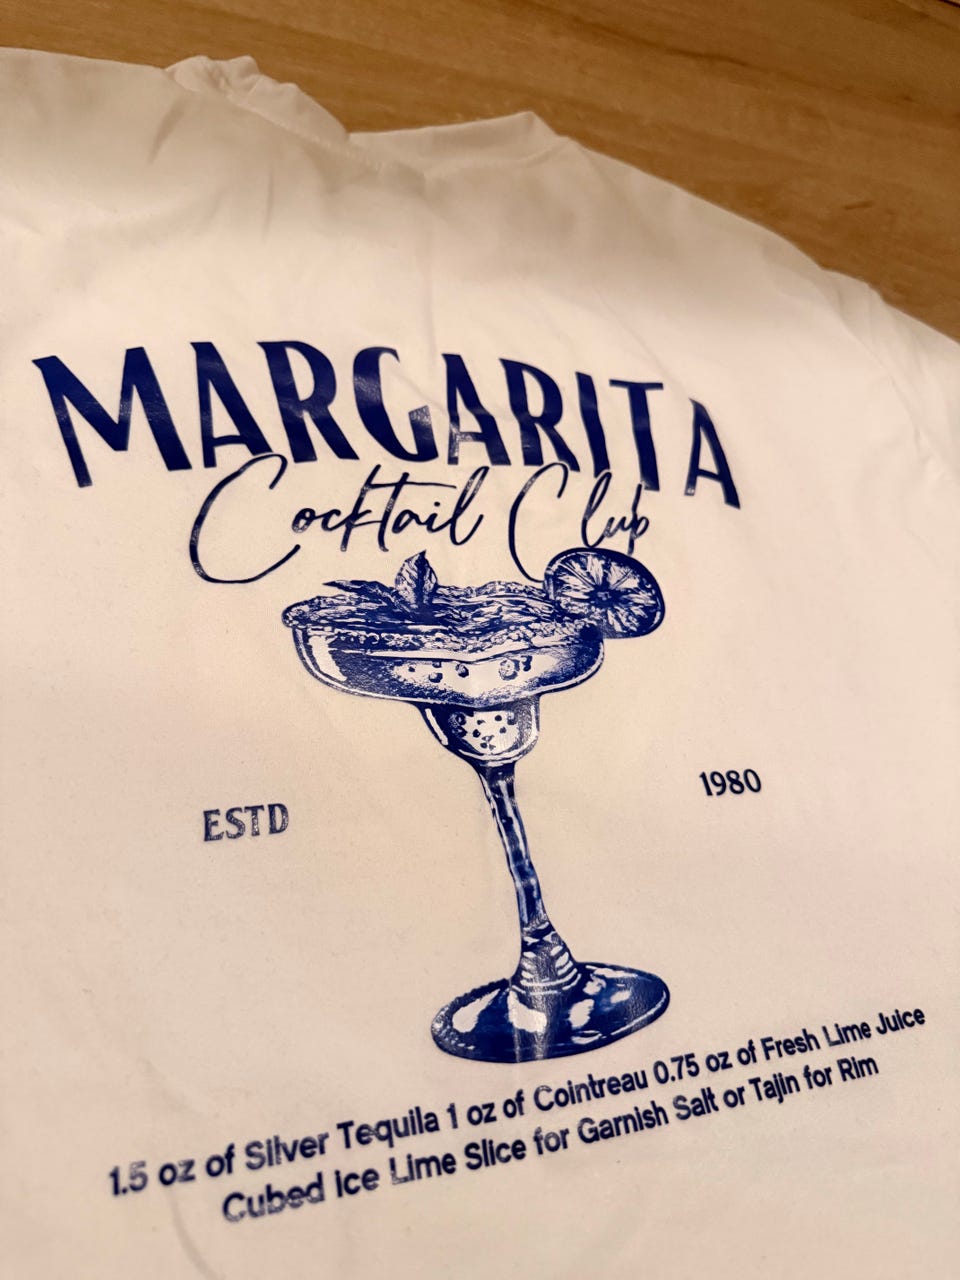 MARGARITA
Cocktail Club
ESTD
1980
1.5 oz of Silver Tequila 1 oz of Cointreau 0.75 oz of Fresh Lime Juice
Cubed Ice Lime Slice for Garnish Salt or Tajin for Rim